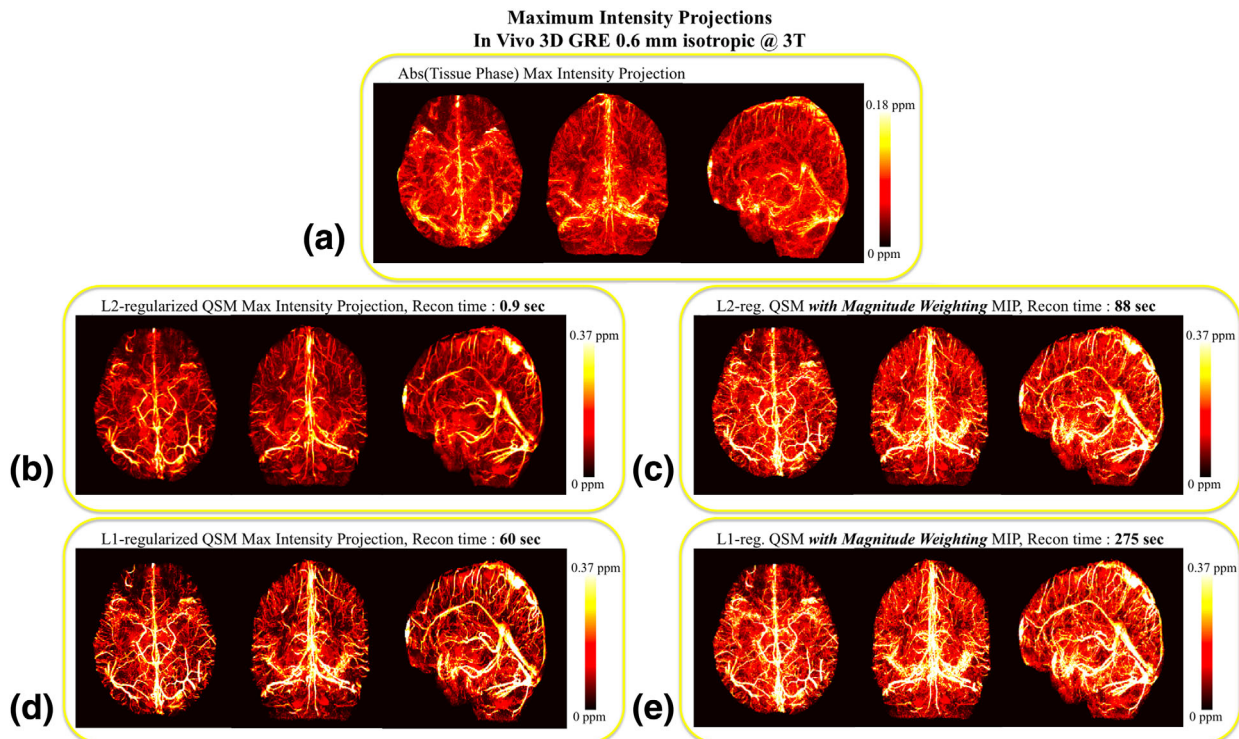 Maximum Intensity Projections
In Vivo 3D GRE 0.6 mm isotropic @ 3T
Abs(Tissue Phase) Max Intensity Projection
0.18 ppm
0 ppm
(a)
L2-regularized QSM Max Intensity Projection, Recon time : 0.9 sec
0.37 ppm
0 ppm
(b)
L2-reg. QSM with Magnitude Weighting MIP, Recon time : 88 sec
0.37 ppm
0 ppm
(c)
L1-regularized QSM Max Intensity Projection, Recon time : 60 sec
0.37 ppm
0 ppm
(d)
L1-reg. QSM with Magnitude Weighting MIP, Recon time : 275 sec
0.37 ppm
0 ppm
(e)